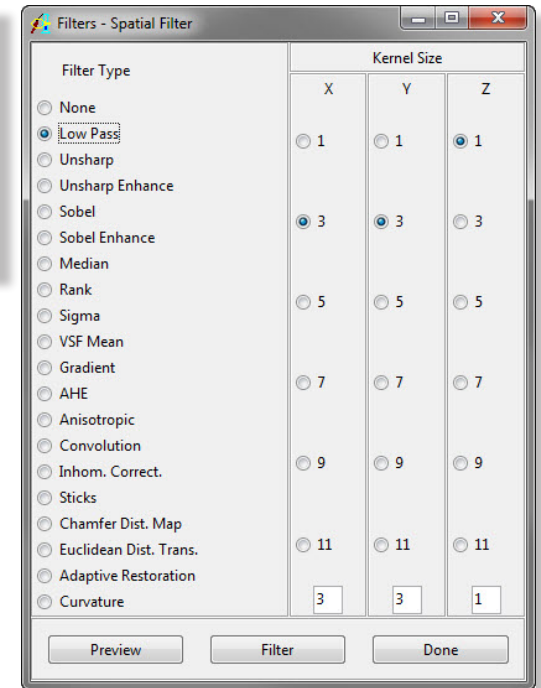 Filters - Spatial Filter
Filter Type
Kernel Size
X Y Z
None
Low Pass
Unsharp
Unsharp Enhance
Sobel
Sobel Enhance
Median
Rank
Sigma
VSF Mean
Gradient
AHE
Anisotropic
Convolution
Inhom. Correct.
Sticks
Chamfer Dist. Map
Euclidean Dist. Trans.
Adaptive Restoration
Curvature
1 1 1
3 3 3
5 5 5
7 7 7
9 9 9
11 11 11
3 3 1
Preview Filter Done